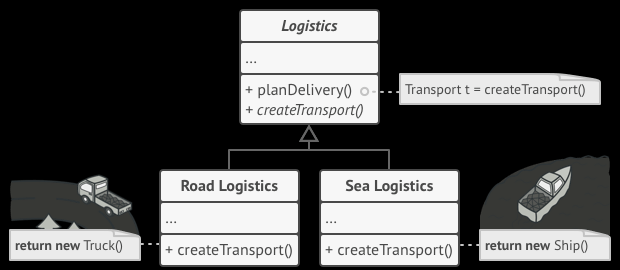 Logistics
...
+ planDelivery()
+ createTransport()
Transport t = createTransport()
Road Logistics
...
+ createTransport()
return new Truck()
Sea Logistics
...
+ createTransport()
return new Ship()